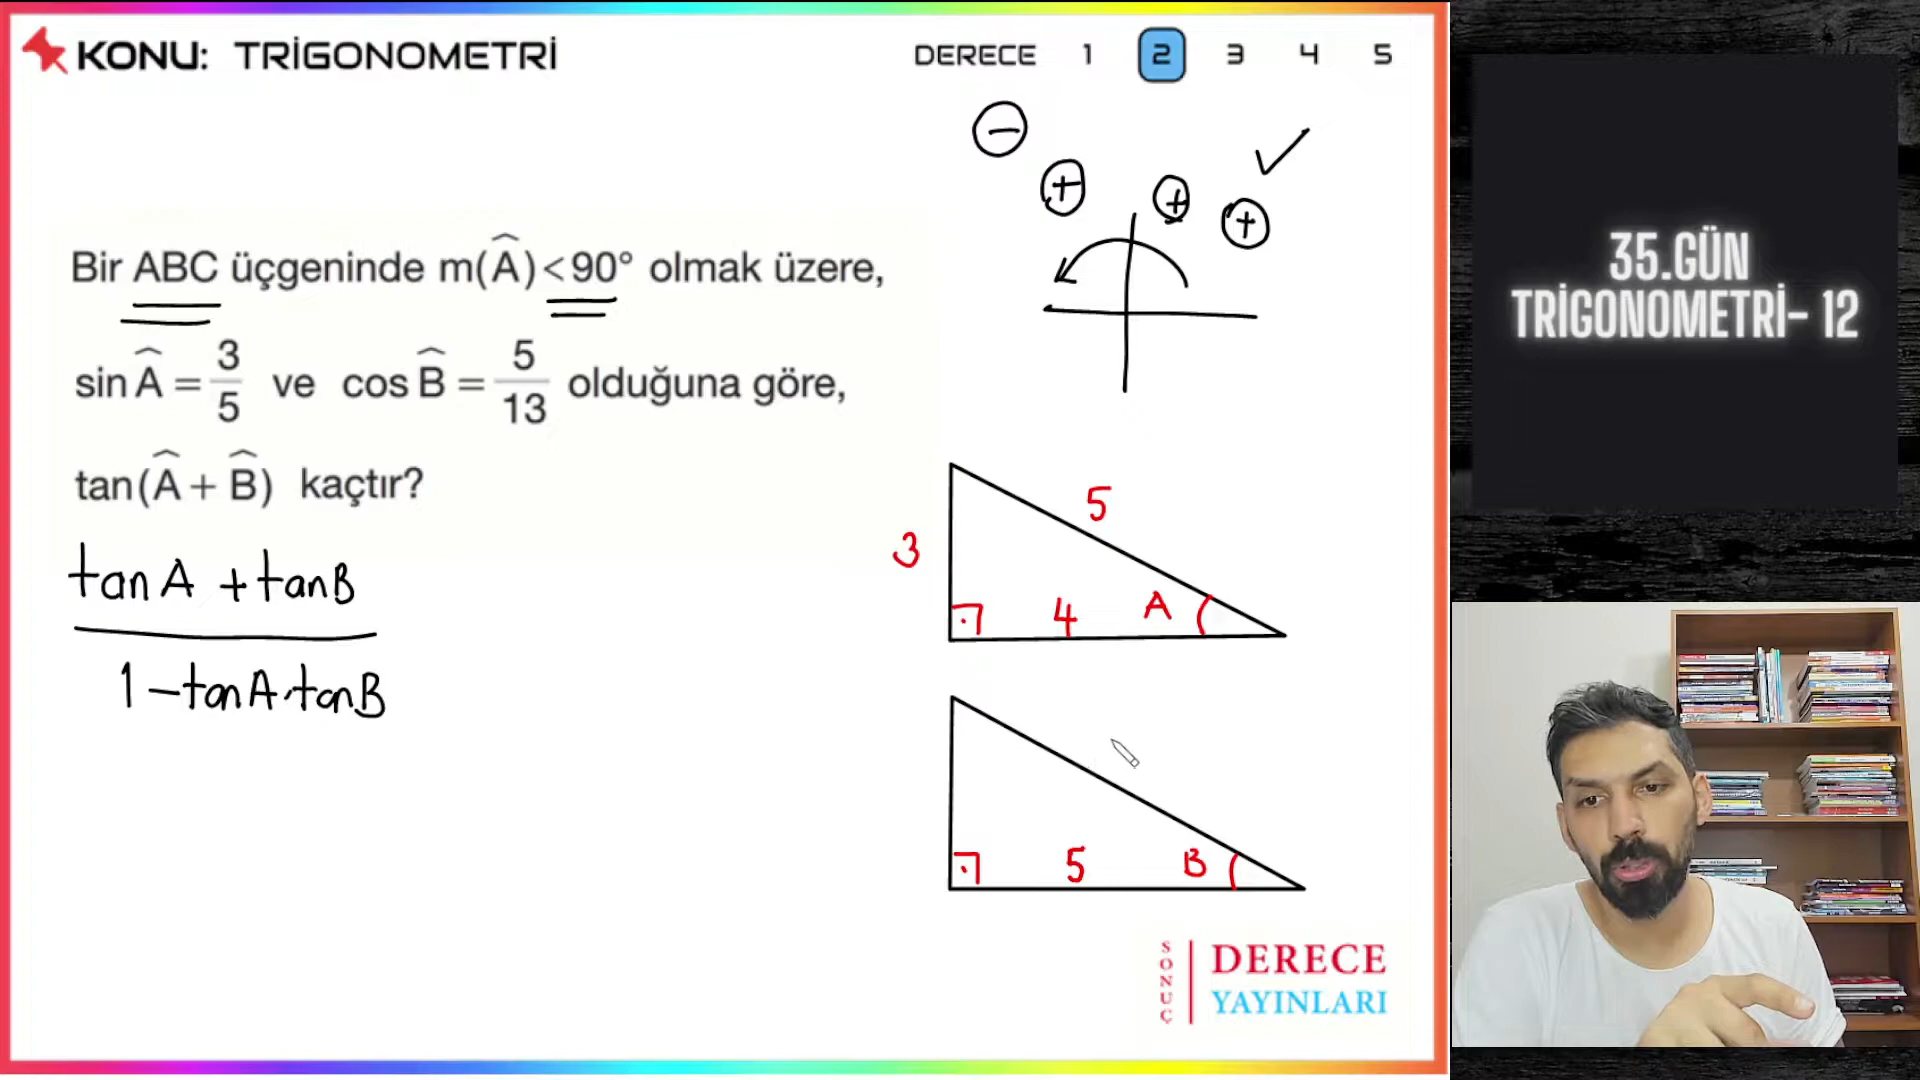 KONU: TRİGONOMETRİ
DERECE 1 2 3 4 5
Bir ABC üçgeninde m(Â) < 90° olmak üzere,
sin Â = 3/5 ve cos B̂ = 5/13 olduğuna göre,
tan(Â + B̂) kaçtır?
tanA + tanB
1 - tanA.tanB
− + + +
5
3
4 A
5 B
SONUÇ
DERECE
YAYINLARI
35.GÜN
TRİGONOMETRİ- 12